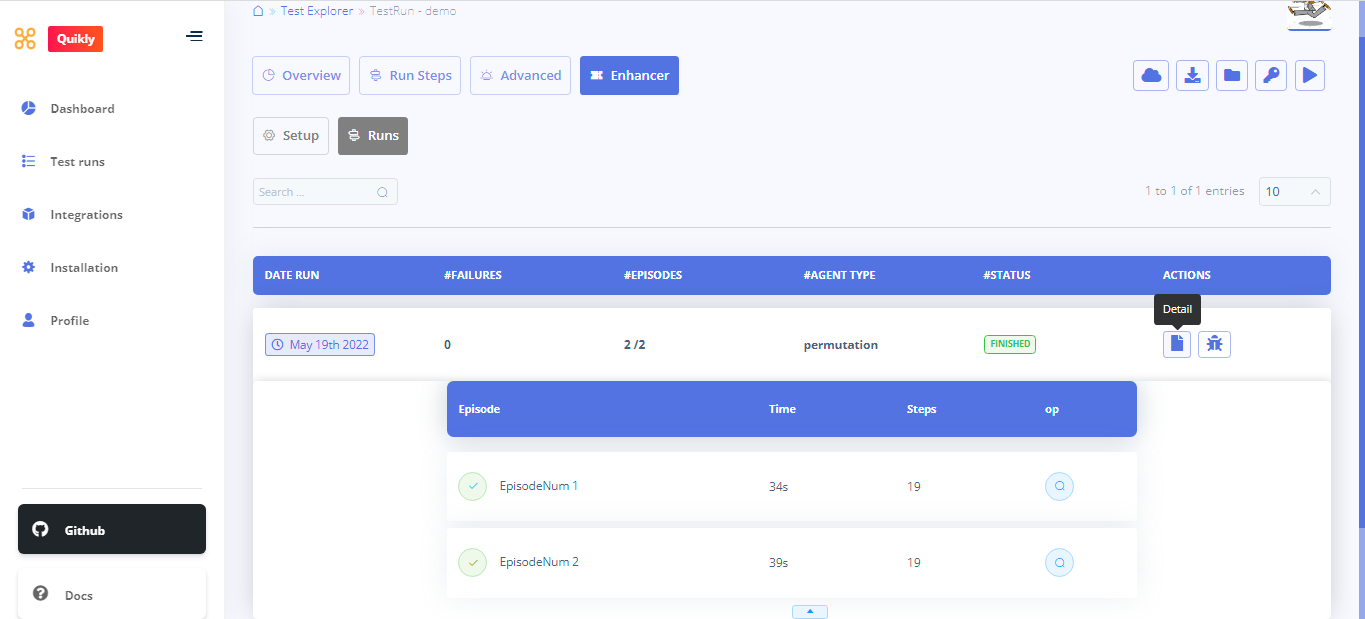 Test Explorer » TestRun - demo
Quikly
Overview Run Steps Advanced Enhancer
Dashboard
Setup Runs
Test runs
Search ... 1 to 1 of 1 entries 10
Integrations
Installation
DATE RUN #FAILURES #EPISODES #AGENT TYPE #STATUS ACTIONS
Detail
Profile
May 19th 2022 0 2 /2 permutation FINISHED
Episode Time Steps op
EpisodeNum 1 34s 19
Github
EpisodeNum 2 39s 19
Docs